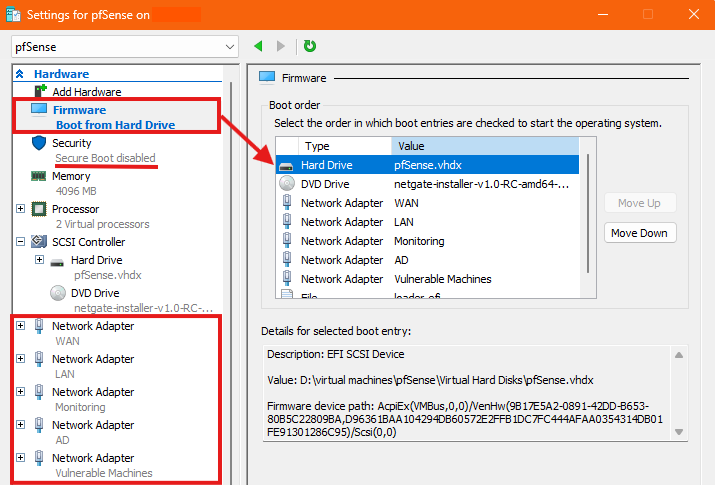 Settings for pfSense on
pfSense
Hardware
Add Hardware
Firmware
Boot from Hard Drive
Security
Secure Boot disabled
Memory
4096 MB
Processor
2 Virtual processors
SCSI Controller
Hard Drive
pfSense.vhdx
DVD Drive
netgate-installer-v1.0-RC-...
Network Adapter
WAN
Network Adapter
LAN
Network Adapter
Monitoring
Network Adapter
AD
Network Adapter
Vulnerable Machines
Firmware
Boot order
Select the order in which boot entries are checked to start the operating system.
Type Value
Hard Drive pfSense.vhdx
DVD Drive netgate-installer-v1.0-RC-amd64-...
Network Adapter WAN
Network Adapter LAN
Network Adapter Monitoring
Network Adapter AD
Network Adapter Vulnerable Machines
File loader.efi
Move Up
Move Down
Details for selected boot entry:
Description: EFI SCSI Device
Value: D:\virtual machines\pfSense\Virtual Hard Disks\pfSense.vhdx
Firmware device path: AcpiEx(VMBus,0,0)/VenHw(9B17E5A2-0891-42DD-B653-
80B5C22809BA,D96361BAA104294DB60572E2FFB1DC7FC444AFAA0354314DB01
FE91301286C95)/Scsi(0,0)